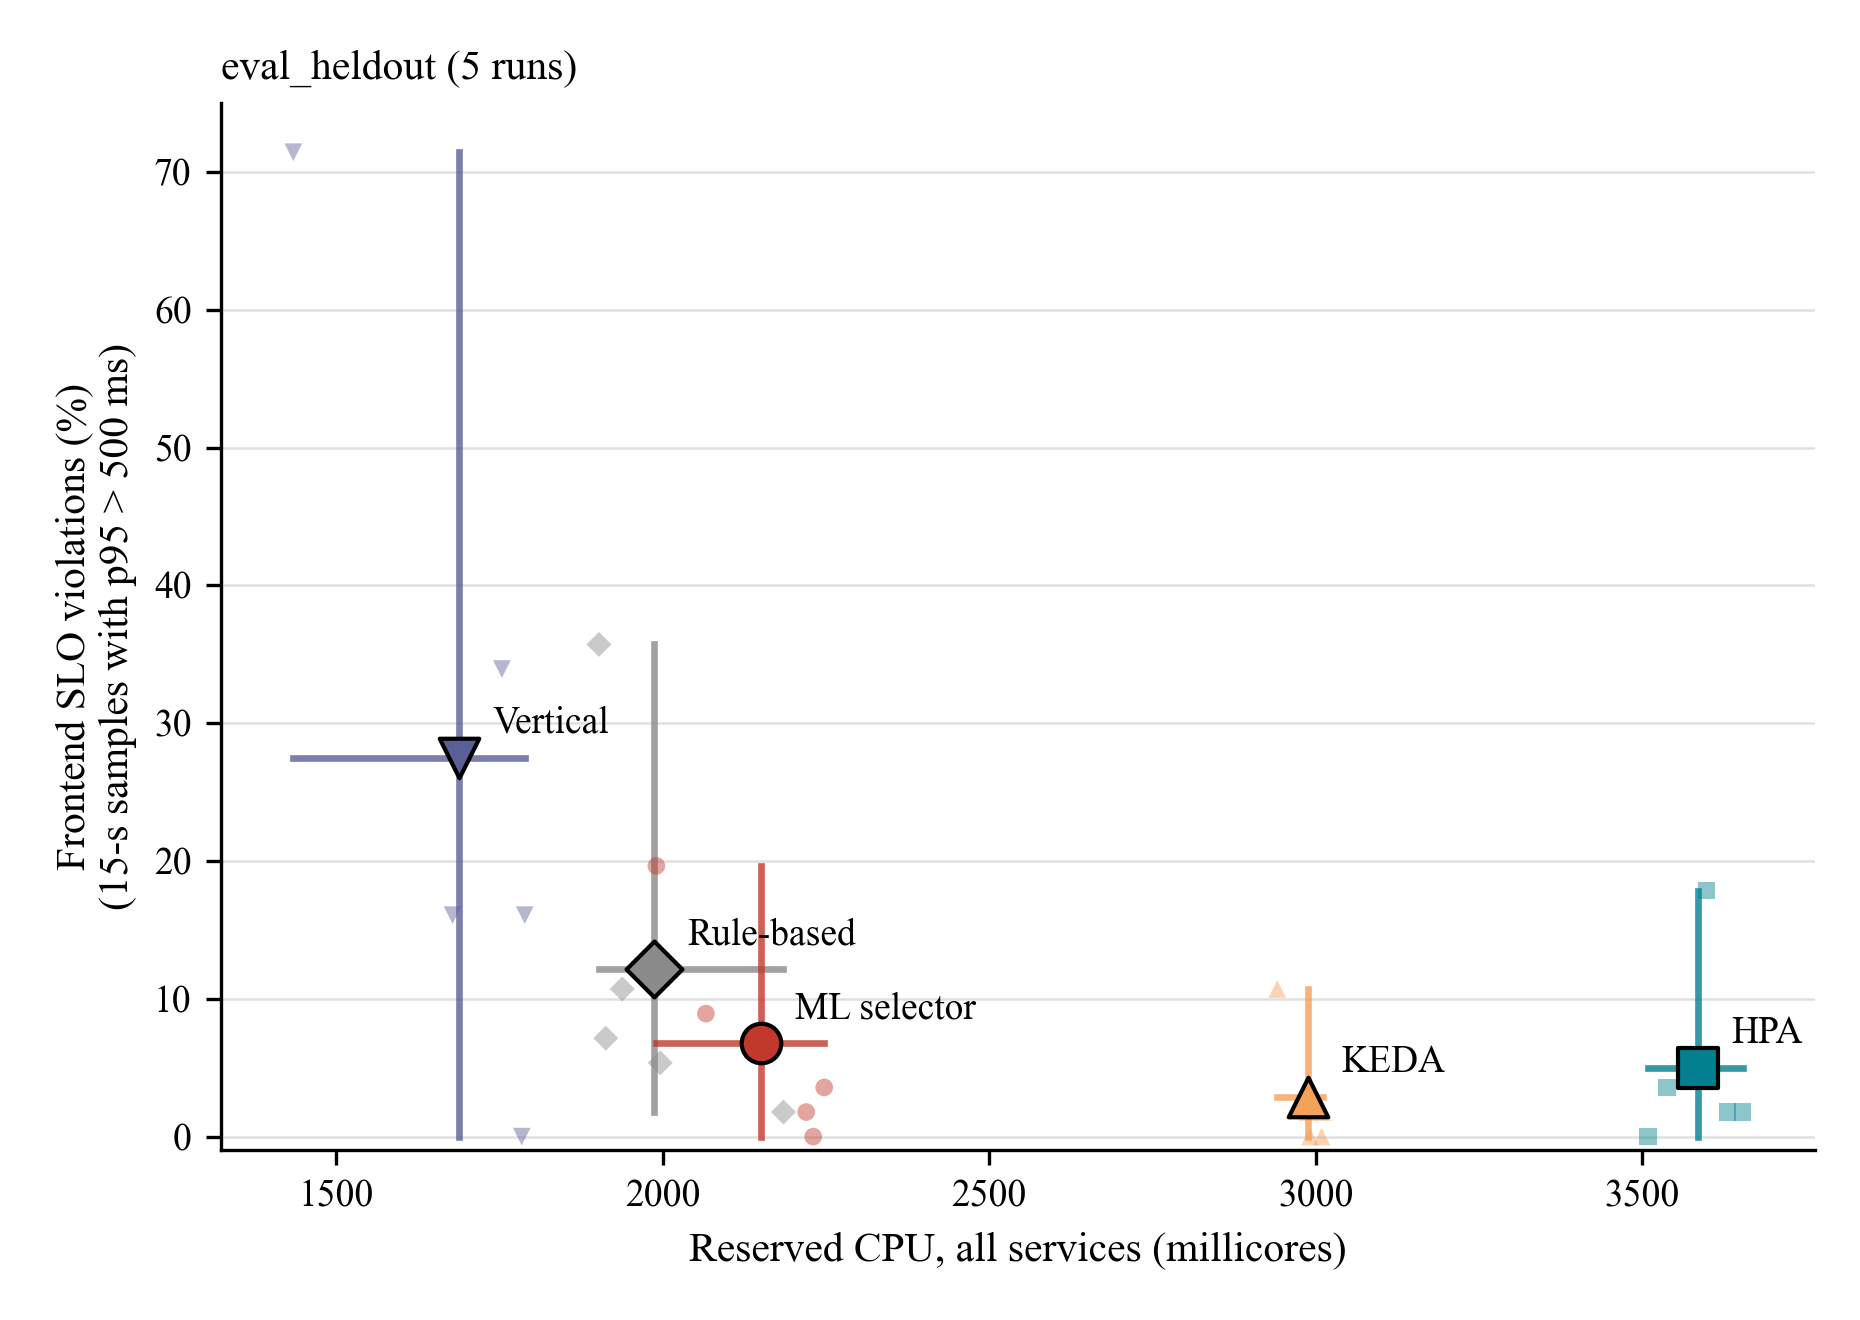 eval_heldout (5 runs)
Frontend SLO violations (%)
(15-s samples with p95 > 500 ms)
70
60
50
40
30
20
10
0
Vertical
Rule-based
ML selector
KEDA
HPA
1500
2000
2500
3000
3500
Reserved CPU, all services (millicores)